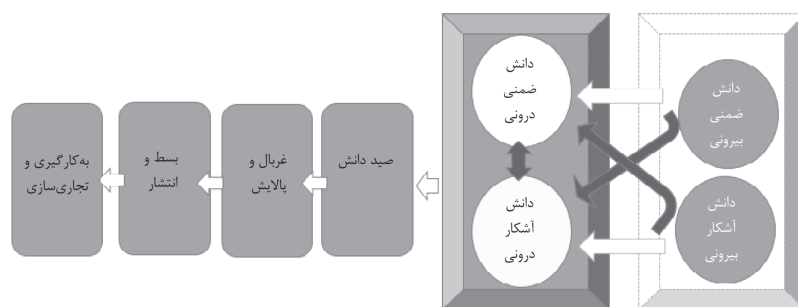 دانش
ضمنی
بیرونی
دانش
آشکار
بیرونی
دانش
ضمنی
درونی
دانش
آشکار
درونی
صید دانش
غربال و
پالایش
بسط و
انتشار
به‌کارگیری و
تجاری‌سازی